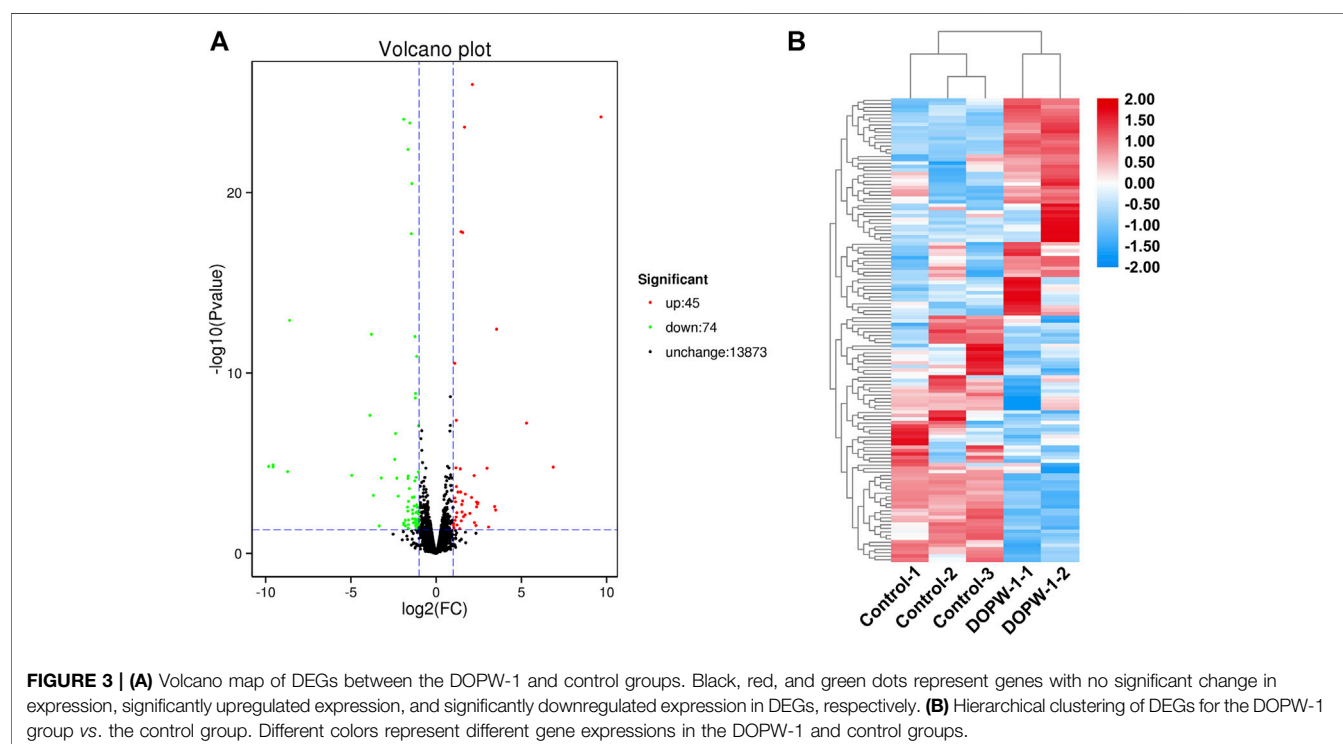 A
Volcano plot
-log10(Pvalue)
20
10
0
-10
-5
0
5
10
log2(FC)
Significant
up:45
down:74
unchange:13873
B
2.00
1.50
1.00
0.50
0.00
-0.50
-1.00
-1.50
-2.00
Control-1
Control-2
Control-3
DOPW-1-1
DOPW-1-2
FIGURE 3 | (A) Volcano map of DEGs between the DOPW-1 and control groups. Black, red, and green dots represent genes with no significant change in
expression, significantly upregulated expression, and significantly downregulated expression in DEGs, respectively. (B) Hierarchical clustering of DEGs for the DOPW-1
group vs. the control group. Different colors represent different gene expressions in the DOPW-1 and control groups.